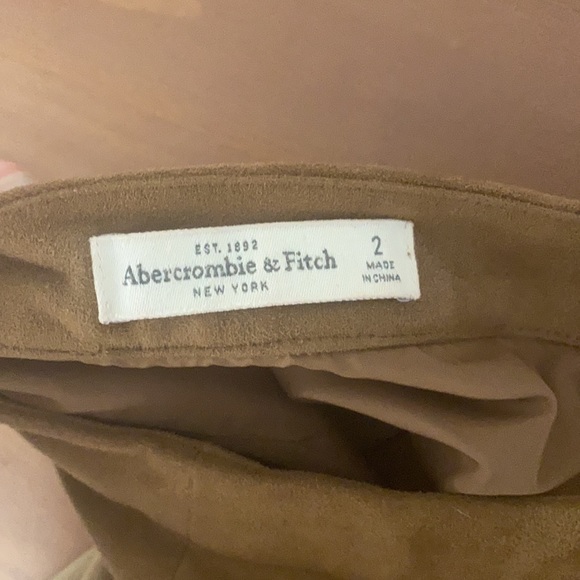 EST. 1892
Abercrombie & Fitch
NEW YORK
2
MADE
IN CHINA